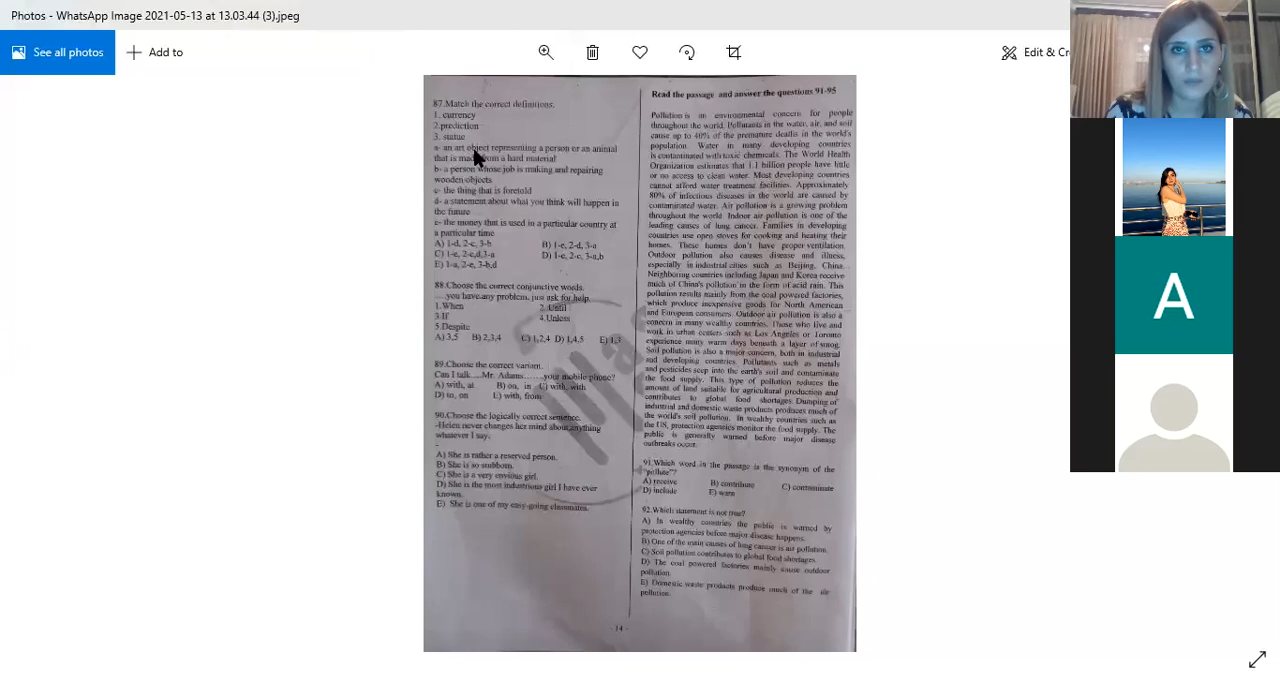 Photos - WhatsApp Image 2021-05-13 at 13.03.44 (3).jpeg
See all photos
Add to
Edit & Cr
87.Match the correct definitions.
1. currency
2.prediction
3. statue
a- an art object representing a person or an animal
that is made from a hard material
b- a person whose job is making and repairing
wooden objects
c- the thing that is foretold
d- a statement about what you think will happen in
the future
e- the money that is used in a particular country at
a particular time
A) 1-d, 2-c, 3-b B) 1-e, 2-d, 3-a
C) 1-e, 2-c,d,3-a D) 1-e, 2-c, 3-a,b
E) 1-a, 2-e, 3-b,d
88.Choose the correct conjunctive words.
....you have any problem, just ask for help.
1.When 2. Until
3.If 4.Unless
5.Despite
A) 3,5 B) 2,3,4 C) 1,2,4 D) 1,4,5 E) 1,3
89.Choose the correct variant.
Can I talk....Mr. Adams.......your mobile phone?
A) with, at B) on, in C) with, with
D) to, on E) with, from
90.Choose the logically correct sentence.
-Helen never changes her mind about anything
whatever I say.
-
A) She is rather a reserved person.
B) She is so stubborn.
C) She is a very envious girl.
D) She is the most industrious girl I have ever
known.
E) She is one of my easy-going classmates.
Read the passage and answer the questions 91-95
Pollution is an environmental concern for people
throughout the world. Pollutants in the water, air, and soil
cause up to 40% of the premature deaths in the world's
population. Water in many developing countries
is contaminated with toxic chemicals. The World Health
Organization estimates that 1.1 billion people have little
or no access to clean water. Most developing countries
cannot afford water treatment facilities. Approximately
80% of infectious diseases in the world are caused by
contaminated water. Air pollution is a growing problem
throughout the world. Indoor air pollution is one of the
leading causes of lung cancer. Families in developing
countries use open stoves for cooking and heating their
homes. These homes don't have proper ventilation.
Outdoor pollution also causes disease and illness,
especially in industrial cities such as Beijing, China.
Neighboring countries including Japan and Korea receive
much of China's pollution in the form of acid rain. This
pollution results mainly from the coal powered factories,
which produce inexpensive goods for North American
and European consumers. Outdoor air pollution is also a
concern in many wealthy countries. Those who live and
work in urban centers such as Los Angeles or Toronto
experience many warm days beneath a layer of smog.
Soil pollution is also a major concern, both in industrial
and developing countries. Pollutants such as metals
and pesticides seep into the earth's soil and contaminate
the food supply. This type of pollution reduces the
amount of land suitable for agricultural production and
contributes to global food shortages. Dumping of
industrial and domestic waste products produces much of
the world's soil pollution. In wealthy countries such as
the US, protection agencies monitor the food supply. The
public is generally warned before major disease
outbreaks occur.
91.Which word in the passage is the synonym of the
"pollute"?
A) receive B) contribute C) contaminate
D) include E) warn
92.Which statement is not true?
A) In wealthy countries the public is warned by
protection agencies before major disease happens.
B) One of the main causes of lung cancer is air pollution.
C) Soil pollution contributes to global food shortages.
D) The coal powered factories mainly cause outdoor
pollution.
E) Domestic waste products produce much of the air
pollution.
- 14 -
A